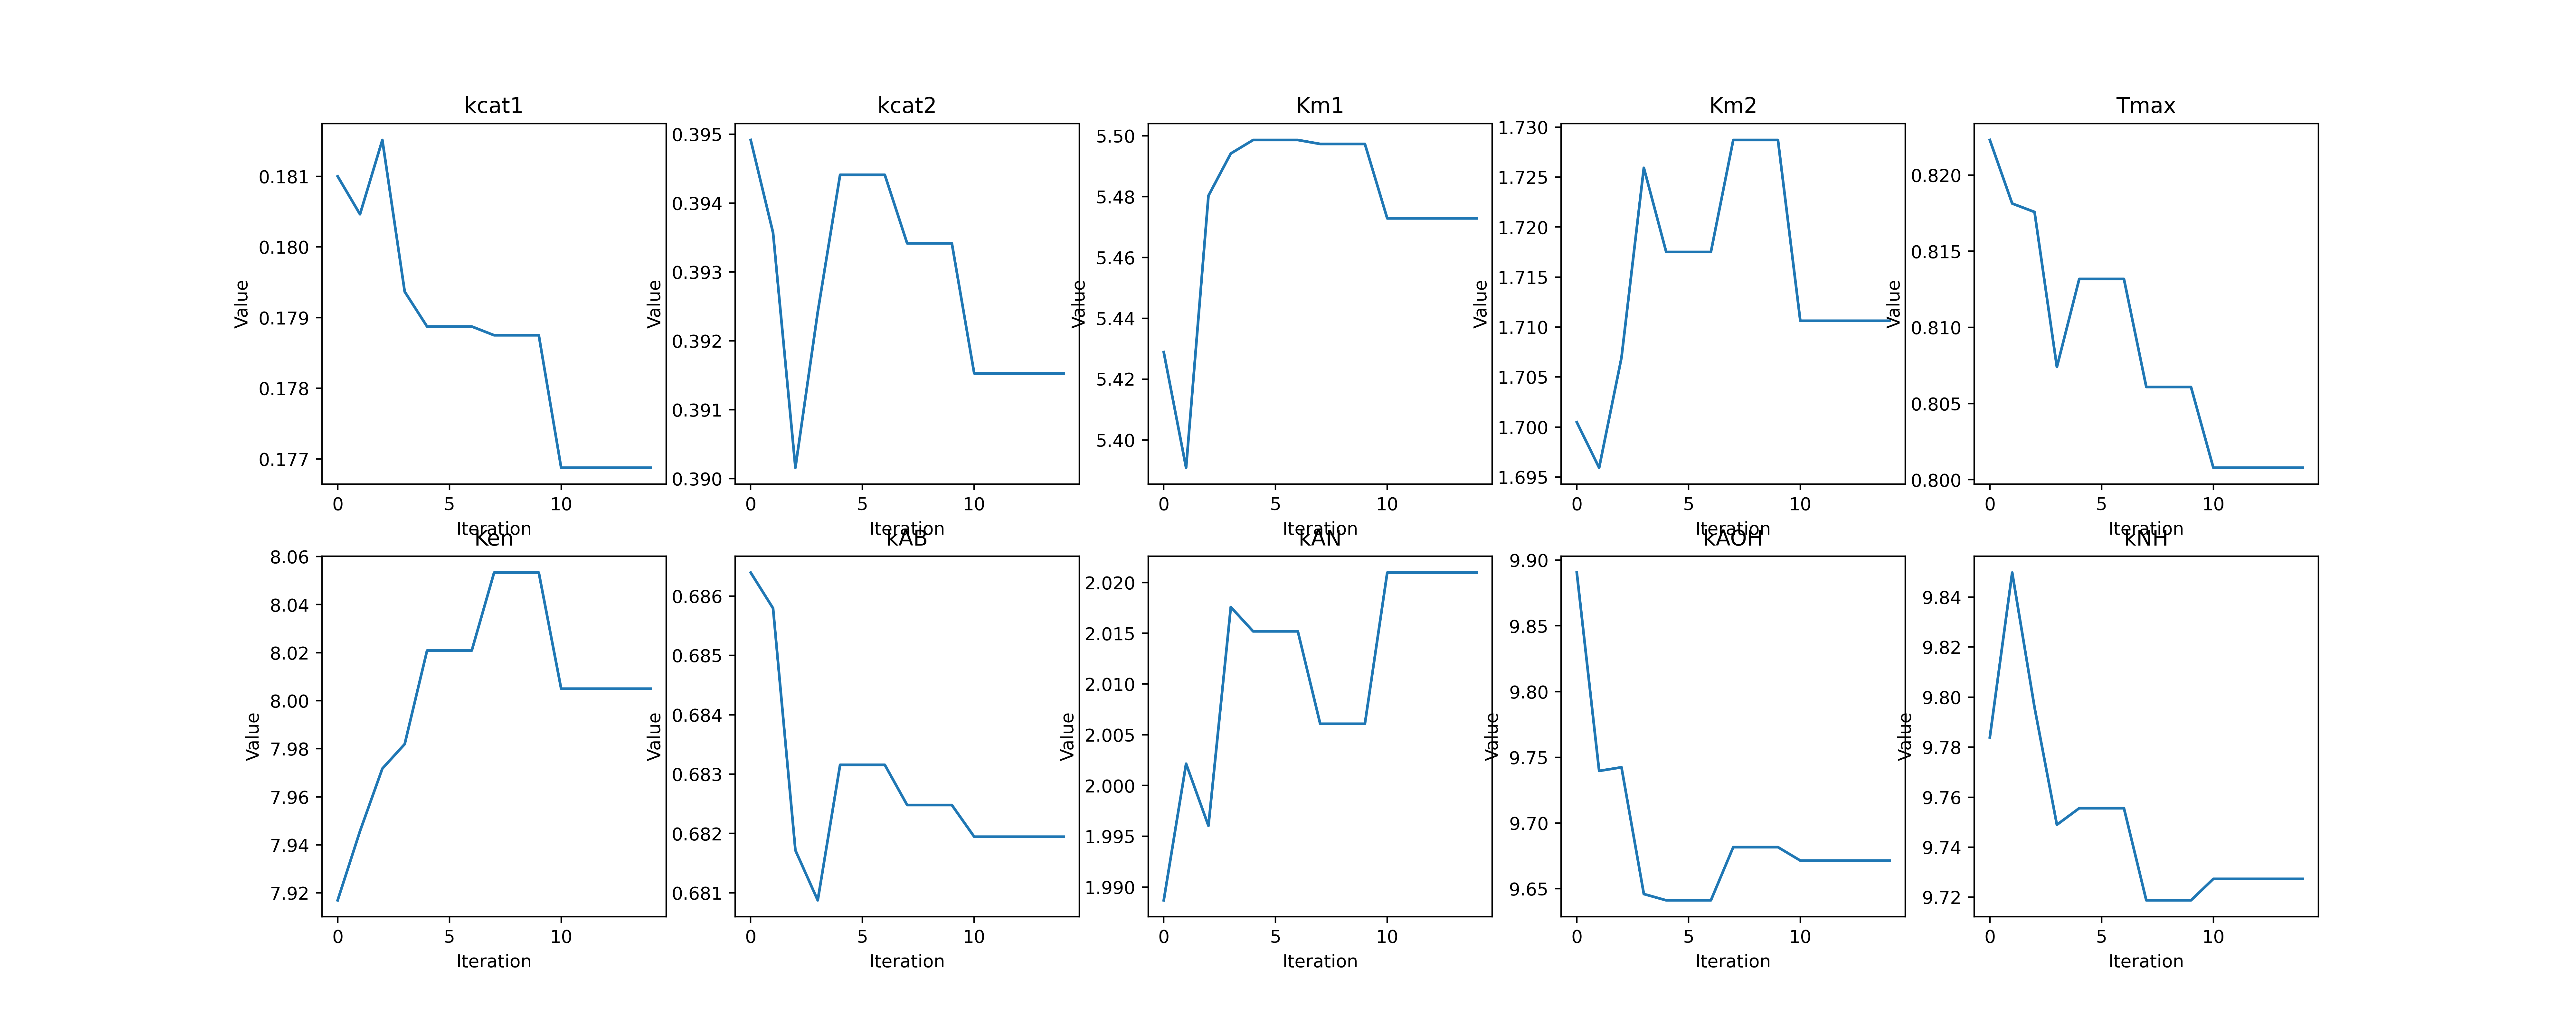 kcat1 kcat2 Km1 Km2 Tmax
0.181
0.180
0.179
0.178
0.177
Value
0 5 10
Iteration
0.395
0.394
0.393
0.392
0.391
0.390
Value
0 5 10
Iteration
5.50
5.48
5.46
5.44
5.42
5.40
Value
0 5 10
Iteration
1.730
1.725
1.720
1.715
1.710
1.705
1.700
1.695
Value
0 5 10
Iteration
0.820
0.815
0.810
0.805
0.800
Value
0 5 10
Iteration
Ken kAB kAN kAOH kNH
8.06
8.04
8.02
8.00
7.98
7.96
7.94
7.92
Value
0 5 10
Iteration
0.686
0.685
0.684
0.683
0.682
0.681
Value
0 5 10
Iteration
2.020
2.015
2.010
2.005
2.000
1.995
1.990
Value
0 5 10
Iteration
9.90
9.85
9.80
9.75
9.70
9.65
Value
0 5 10
Iteration
9.84
9.82
9.80
9.78
9.76
9.74
9.72
Value
0 5 10
Iteration